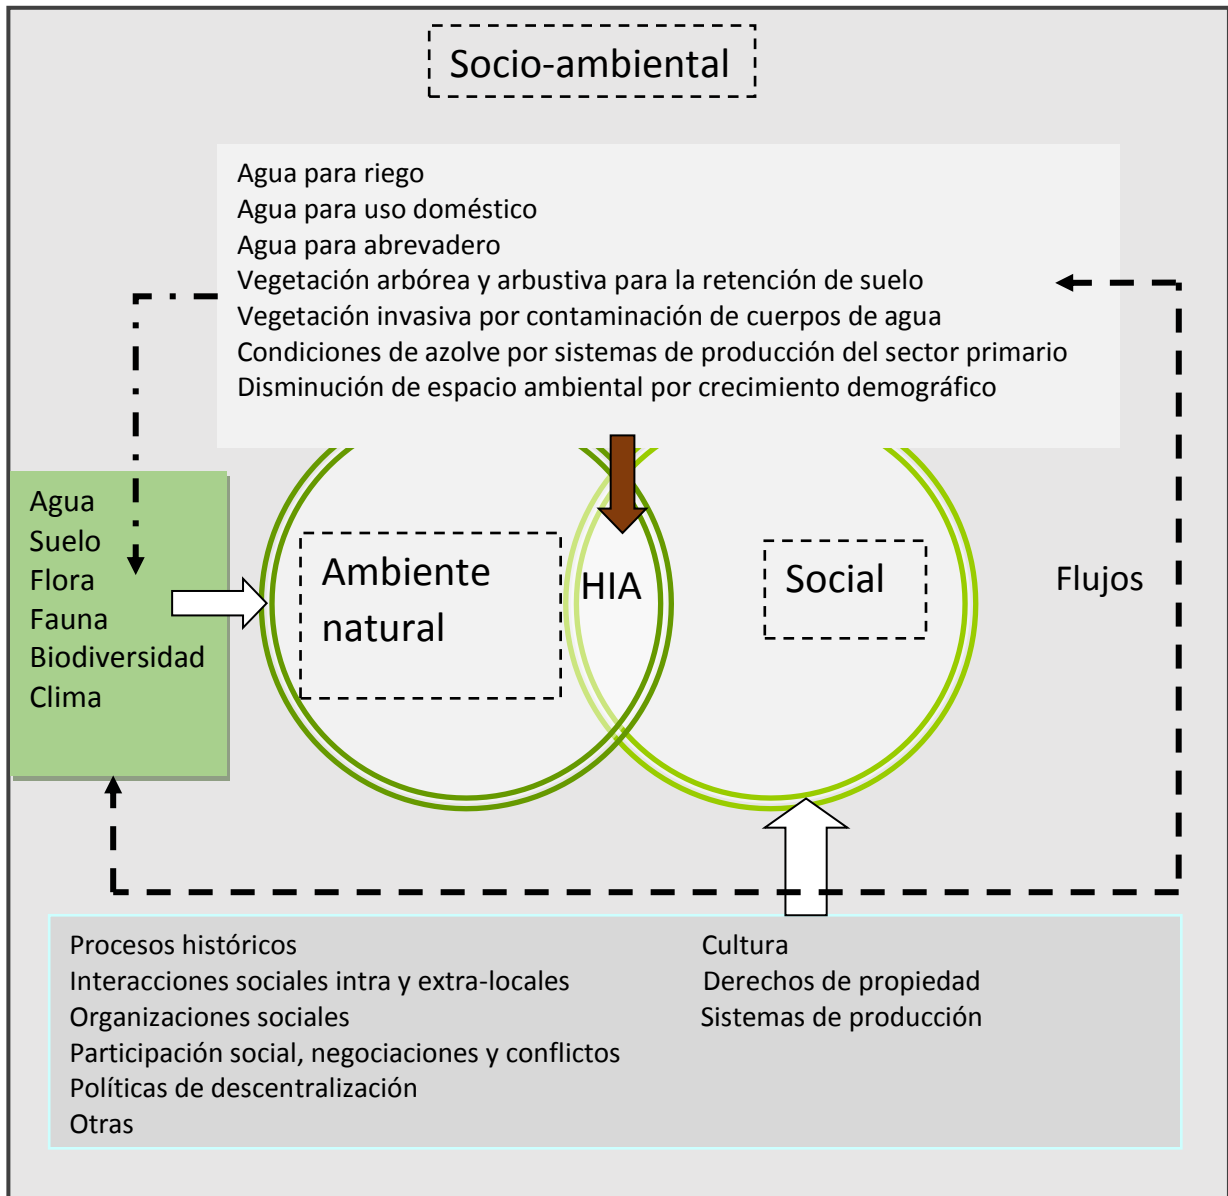 Socio-ambiental
Agua para riego
Agua para uso doméstico
Agua para abrevadero
Vegetación arbórea y arbustiva para la retención de suelo
Vegetación invasiva por contaminación de cuerpos de agua
Condiciones de azolve por sistemas de producción del sector primario
Disminución de espacio ambiental por crecimiento demográfico
Agua
Suelo
Flora
Fauna
Biodiversidad
Clima
Ambiente
natural
HIA
Social
Flujos
Procesos históricos
Interacciones sociales intra y extra-locales
Organizaciones sociales
Participación social, negociaciones y conflictos
Políticas de descentralización
Otras
Cultura
Derechos de propiedad
Sistemas de producción